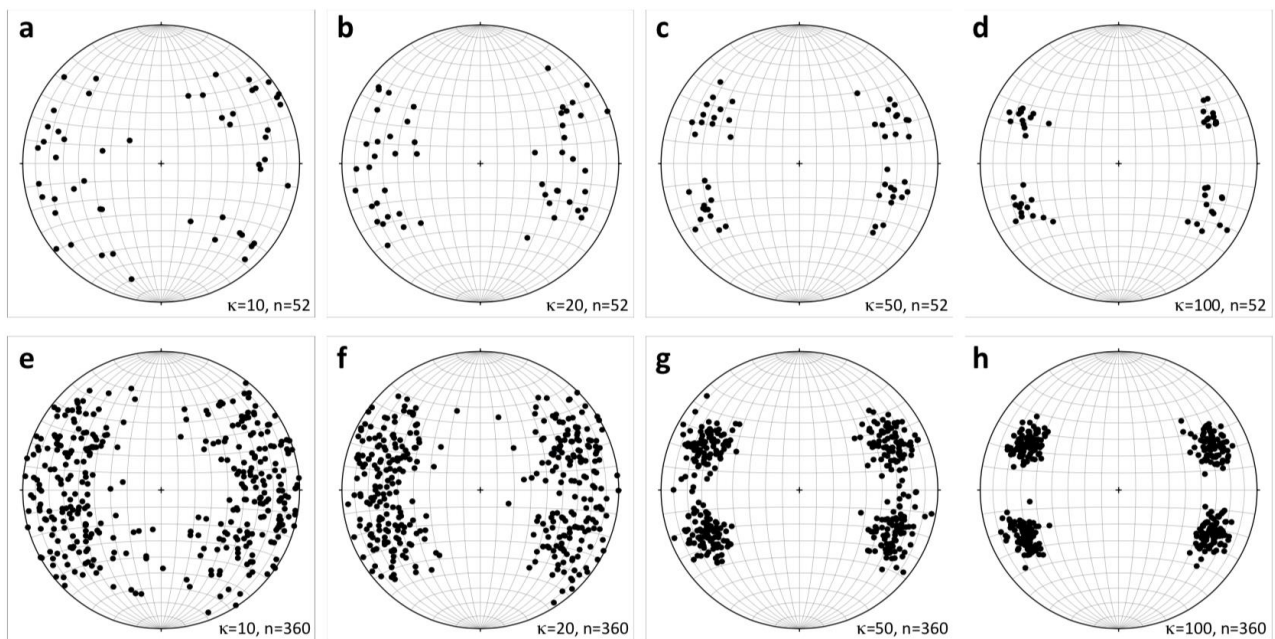 a
b
c
d
κ=10, n=52
κ=20, n=52
κ=50, n=52
κ=100, n=52
e
f
g
h
κ=10, n=360
κ=20, n=360
κ=50, n=360
κ=100, n=360